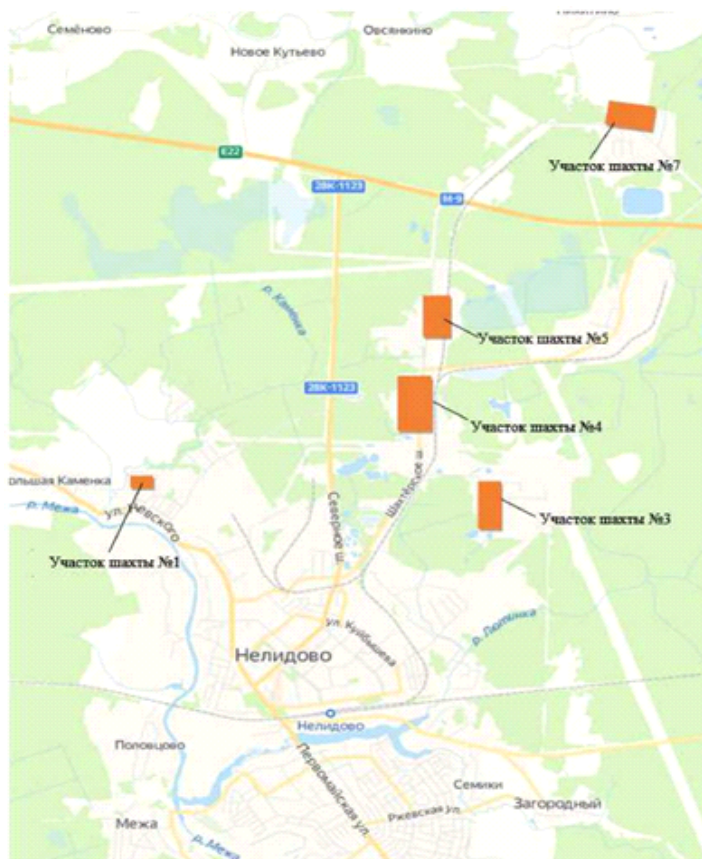 Семёново
Овсянкино
Новое Кутьево
Участок шахты №7
E22
28К-1123
М-9
р. Каменка
Участок шахты №5
28К-1123
Участок шахты №4
ольшая Каменка
р. Межа
ул. Невского
Северное ш.
Шахтёрское ш.
Участок шахты №3
Участок шахты №1
ул. Куйбышева
р. Лютинка
Нелидово
Нелидово
Половцово
Первомайская ул.
Семики
Загородный
Ржевская ул.
Межа
р. Межа